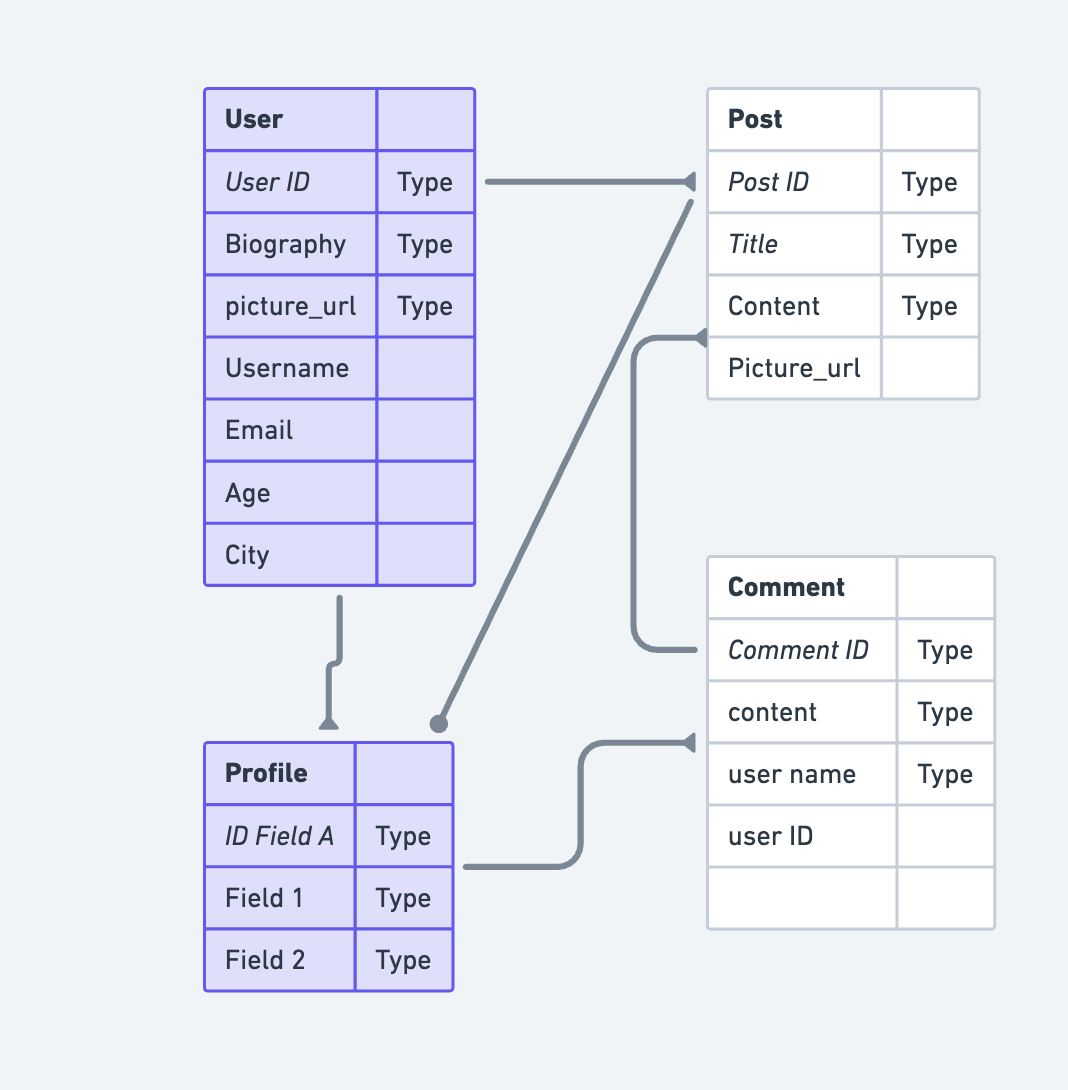 User
User ID Type
Biography Type
picture_url Type
Username
Email
Age
City
Post
Post ID Type
Title Type
Content Type
Picture_url
Profile
ID Field A Type
Field 1 Type
Field 2 Type
Comment
Comment ID Type
content Type
user name Type
user ID